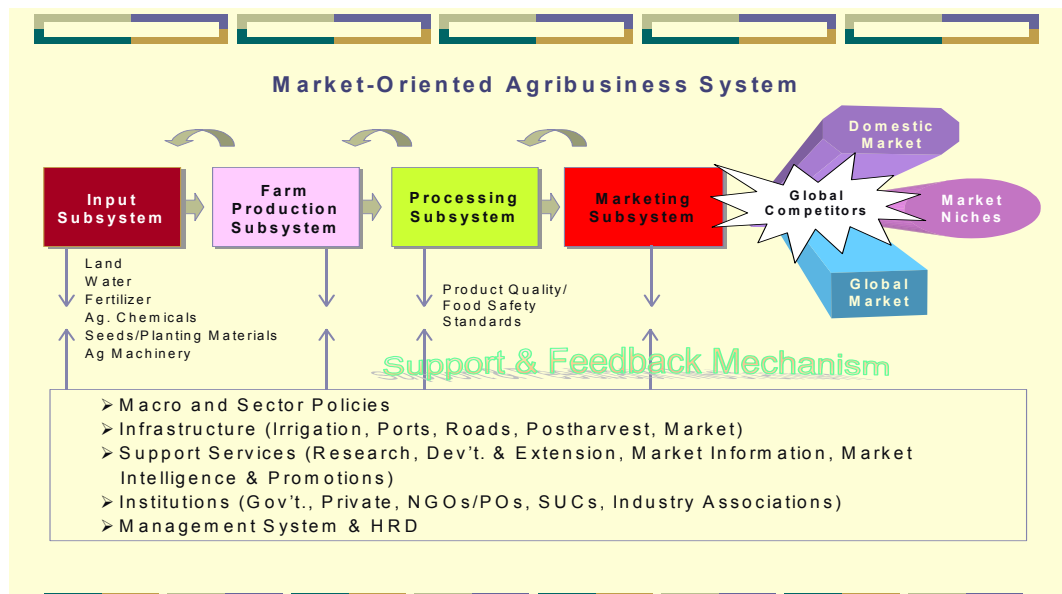 Market-Oriented Agribusiness System
Input
Subsystem
Farm
Production
Subsystem
Processing
Subsystem
Marketing
Subsystem
Global
Competitors
Domestic
Market
Market
Niches
Global
Market
Land
Water
Fertilizer
Ag. Chemicals
Seeds/Planting Materials
Ag Machinery
Product Quality/
Food Safety
Standards
Support & Feedback Mechanism
➢ Macro and Sector Policies
➢ Infrastructure (Irrigation, Ports, Roads, Postharvest, Market)
➢ Support Services (Research, Dev't. & Extension, Market Information, Market
Intelligence & Promotions)
➢ Institutions (Gov't., Private, NGOs/POs, SUCs, Industry Associations)
➢ Management System & HRD